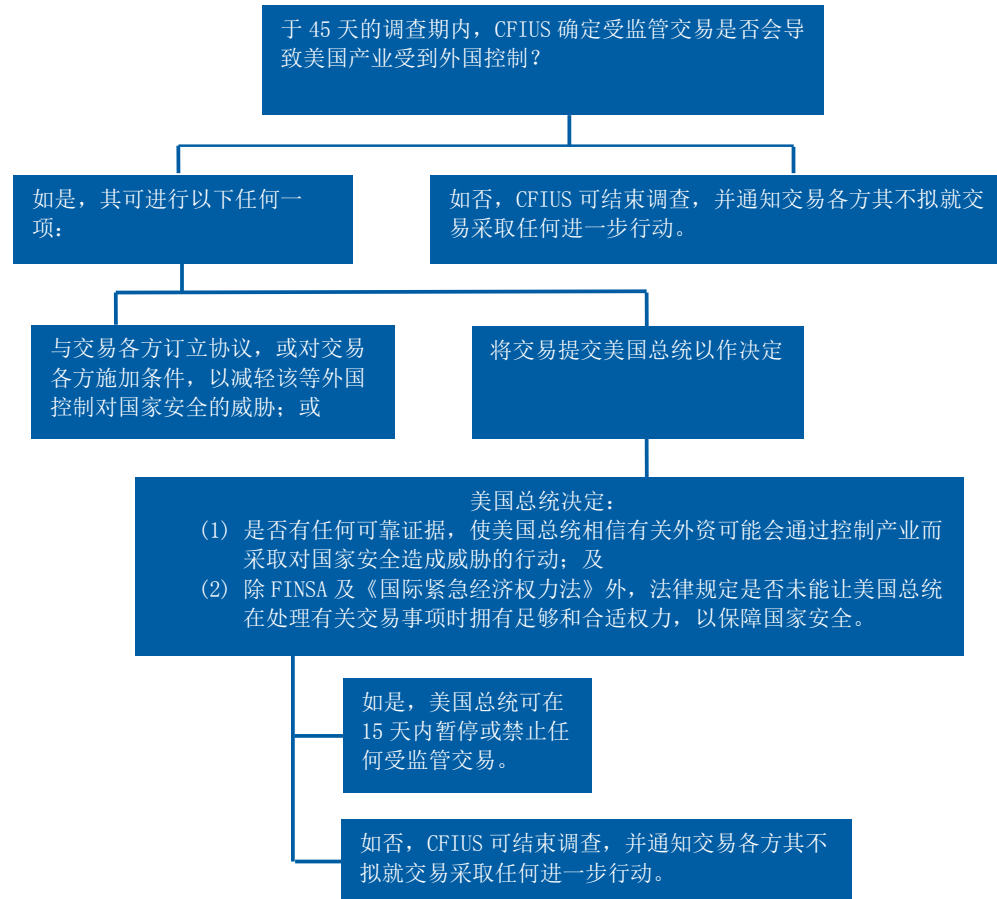 于 45 天的调查期内，CFIUS 确定受监管交易是否会导
致美国产业受到外国控制？
如是，其可进行以下任何一
项：
如否，CFIUS 可结束调查，并通知交易各方其不拟就交
易采取任何进一步行动。
与交易各方订立协议，或对交易
各方施加条件，以减轻该等外国
控制对国家安全的威胁；或
将交易提交美国总统以作决定
美国总统决定：
(1) 是否有任何可靠证据，使美国总统相信有关外资可能会通过控制产业而
采取对国家安全造成威胁的行动；及
(2) 除 FINSA 及《国际紧急经济权力法》外，法律规定是否未能让美国总统
在处理有关交易事项时拥有足够和合适权力，以保障国家安全。
如是，美国总统可在
15 天内暂停或禁止任
何受监管交易。
如否，CFIUS 可结束调查，并通知交易各方其不
拟就交易采取任何进一步行动。